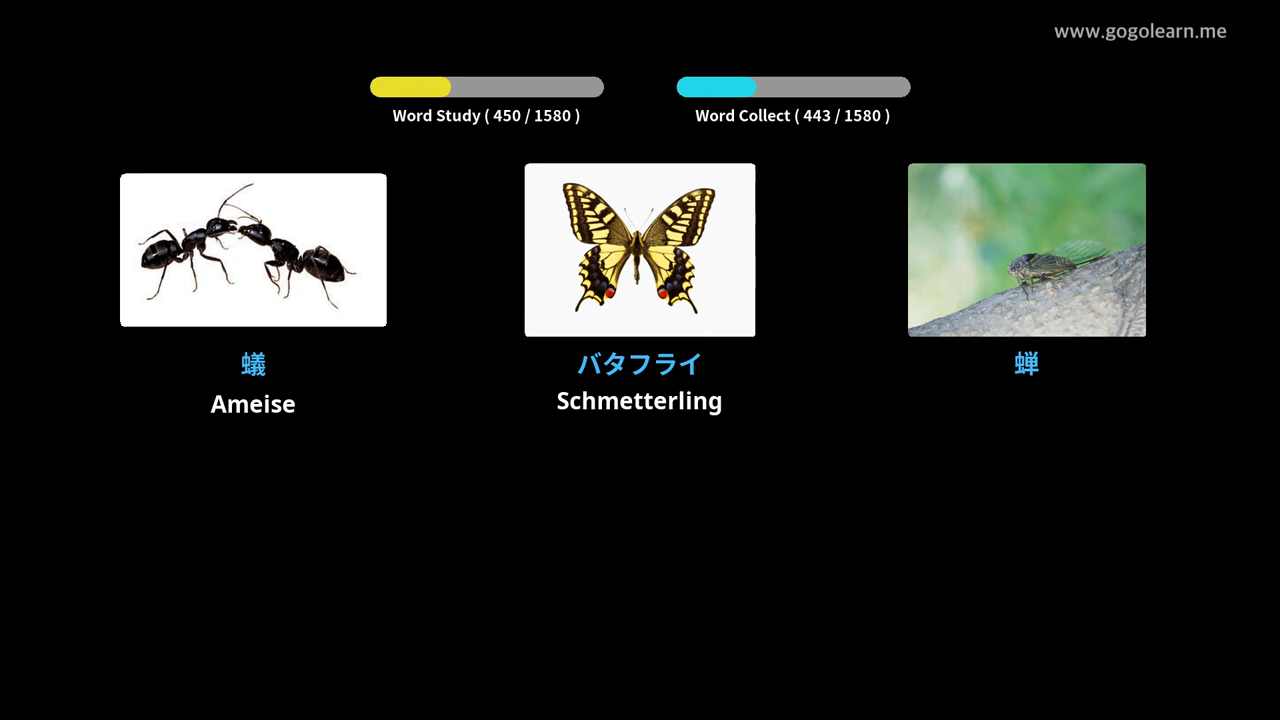 www.gogolearn.me
Word Study ( 450 / 1580 )
Word Collect ( 443 / 1580 )
蟻
バタフライ
蝉
Ameise
Schmetterling